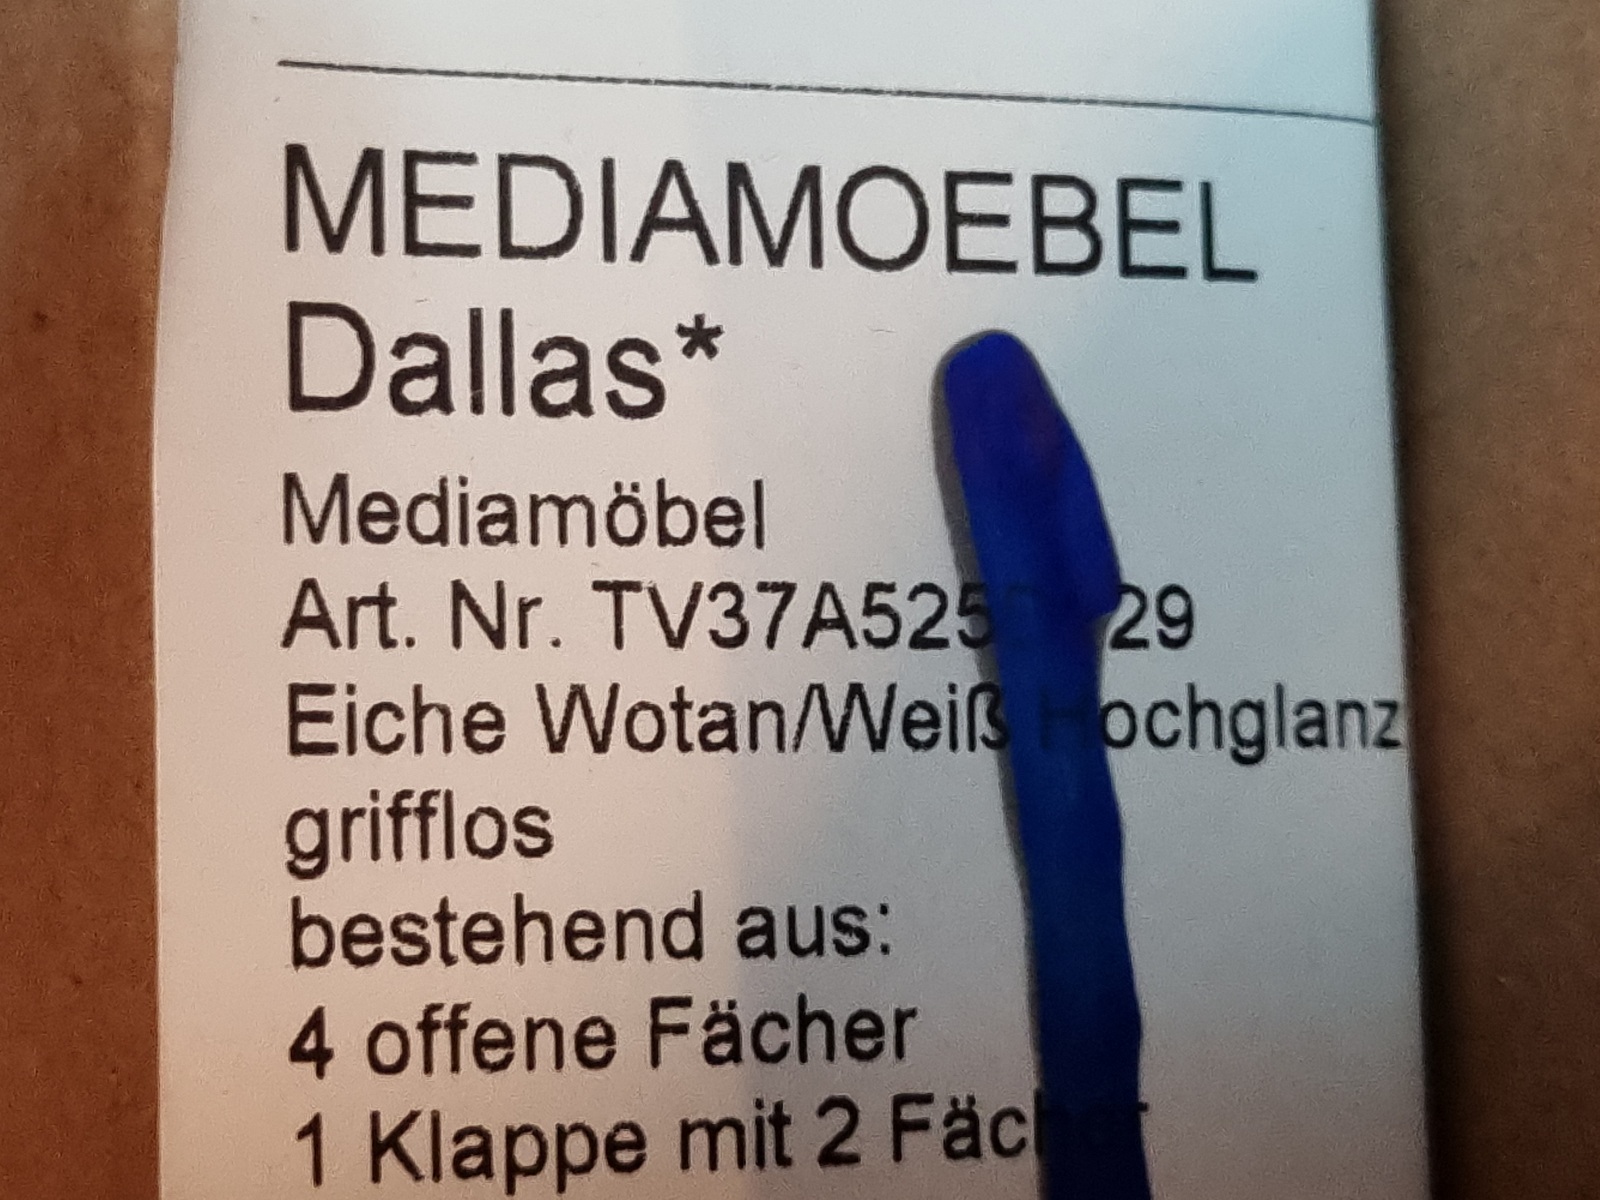 MEDIAMOEBEL
Dallas*
Mediamöbel
Art. Nr.
Eiche Wotan/Weiß Hochglanz
grifflos
bestehend aus:
4 offene Fächer
1 Klappe mit 2 Fächer